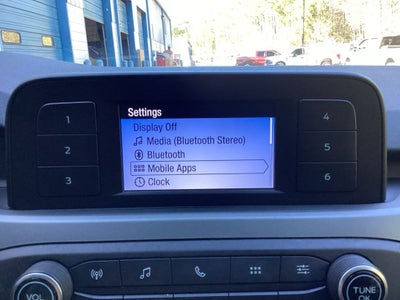 Settings
Display Off
Media (Bluetooth Stereo)
Bluetooth
Mobile Apps
Clock
1
2
3
4
5
6
VOL
TUNE
OK